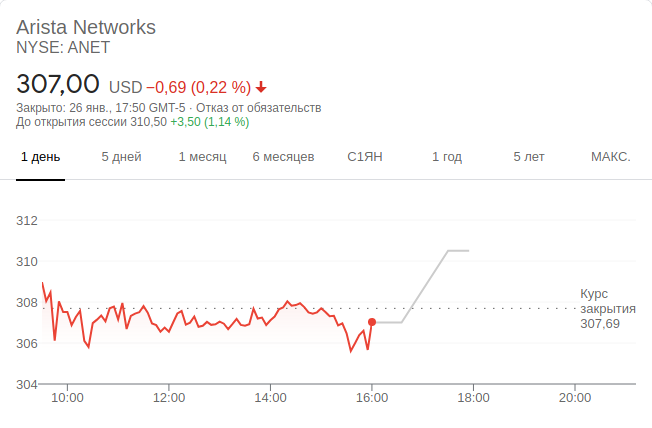 Arista Networks
NYSE: ANET
307,00 USD −0,69 (0,22 %)
Закрыто: 26 янв., 17:50 GMT-5 · Отказ от обязательств
До открытия сессии 310,50 +3,50 (1,14 %)
1 день 5 дней 1 месяц 6 месяцев С1ЯН 1 год 5 лет МАКС.
312
310
308
306
304
Курс
закрытия
307,69
10:00 12:00 14:00 16:00 18:00 20:00